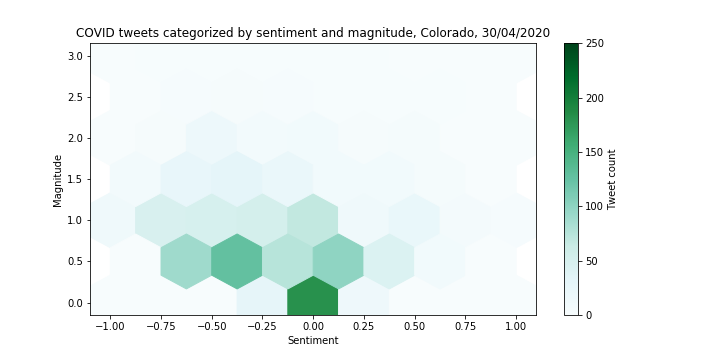 COVID tweets categorized by sentiment and magnitude, Colorado, 30/04/2020
3.0
2.5
2.0
1.5
1.0
0.5
0.0
Magnitude
−1.00 −0.75 −0.50 −0.25 0.00 0.25 0.50 0.75 1.00
Sentiment
250
200
150
100
50
0
Tweet count